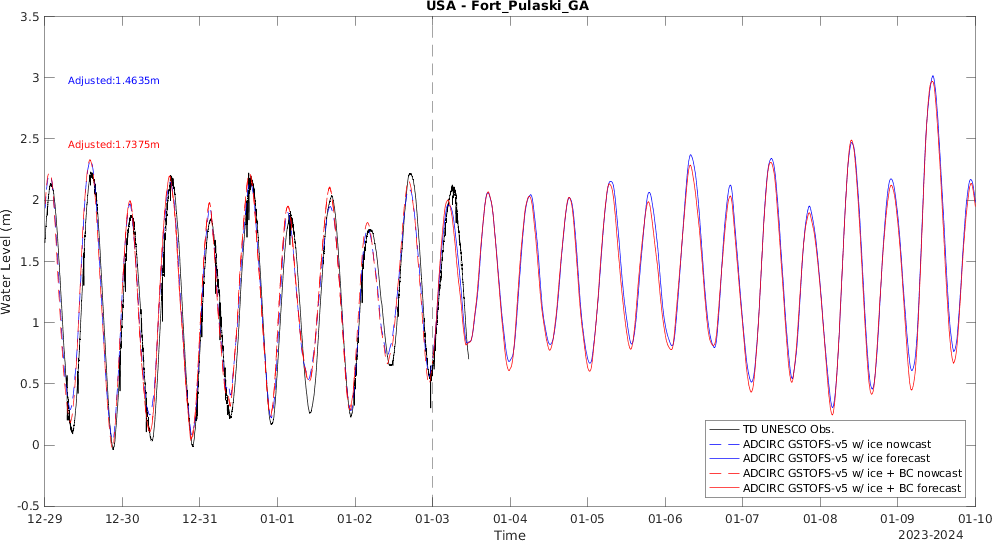 USA - Fort_Pulaski_GA
3.5
3
2.5
2
1.5
1
0.5
0
-0.5
Water Level (m)
Adjusted:1.4635m
Adjusted:1.7375m
TD UNESCO Obs.
ADCIRC GSTOFS-v5 w/ ice nowcast
ADCIRC GSTOFS-v5 w/ ice forecast
ADCIRC GSTOFS-v5 w/ ice + BC nowcast
ADCIRC GSTOFS-v5 w/ ice + BC forecast
12-29 12-30 12-31 01-01 01-02 01-03 01-04 01-05 01-06 01-07 01-08 01-09 01-10
Time
2023-2024